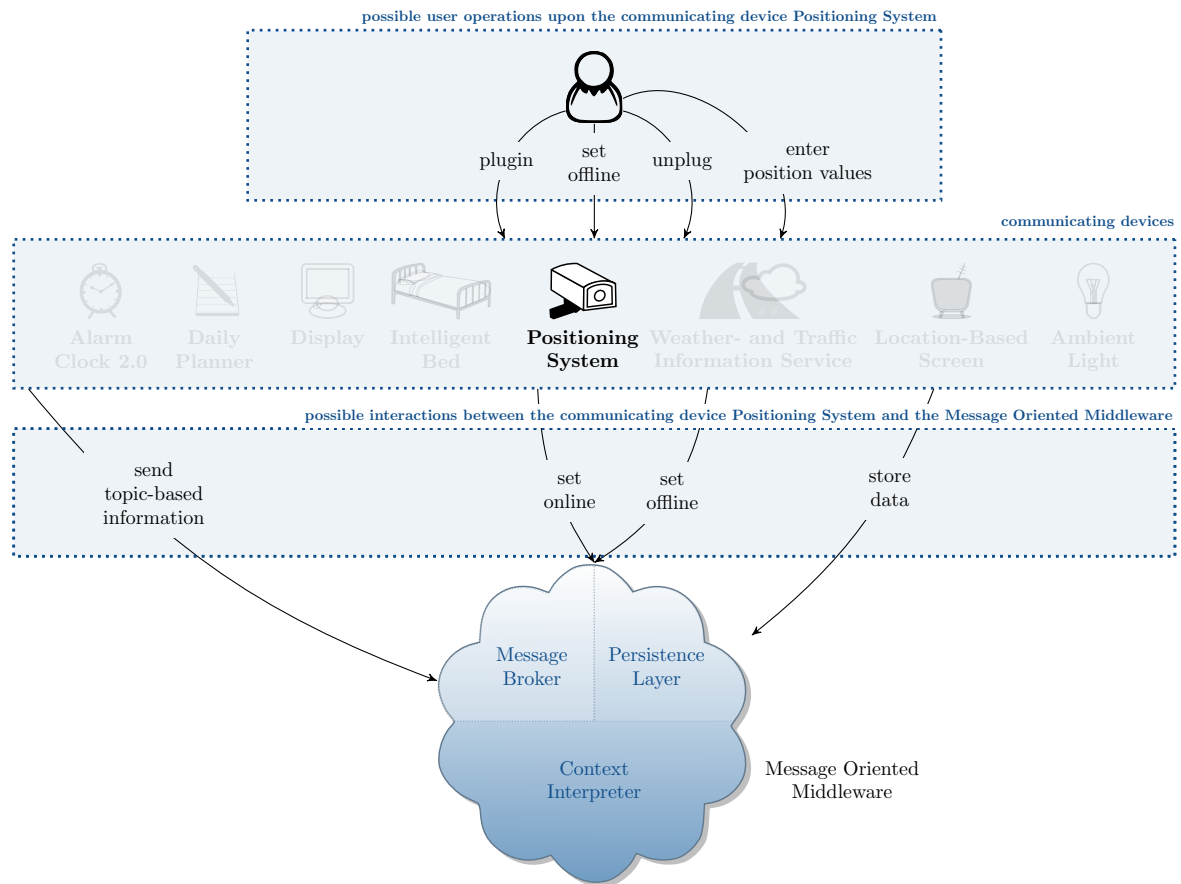 possible user operations upon the communicating device Positioning System
plugin
set
offline
unplug
enter
position values
communicating devices
Alarm
Clock 2.0
Daily
Planner
Display
Intelligent
Bed
Positioning
System
Weather- and Traffic
Information Service
Location-Based
Screen
Ambient
Light
possible interactions between the communicating device Positioning System and the Message Oriented Middleware
send
topic-based
information
set
online
set
offline
store
data
Message
Broker
Persistence
Layer
Context
Interpreter
Message Oriented
Middleware